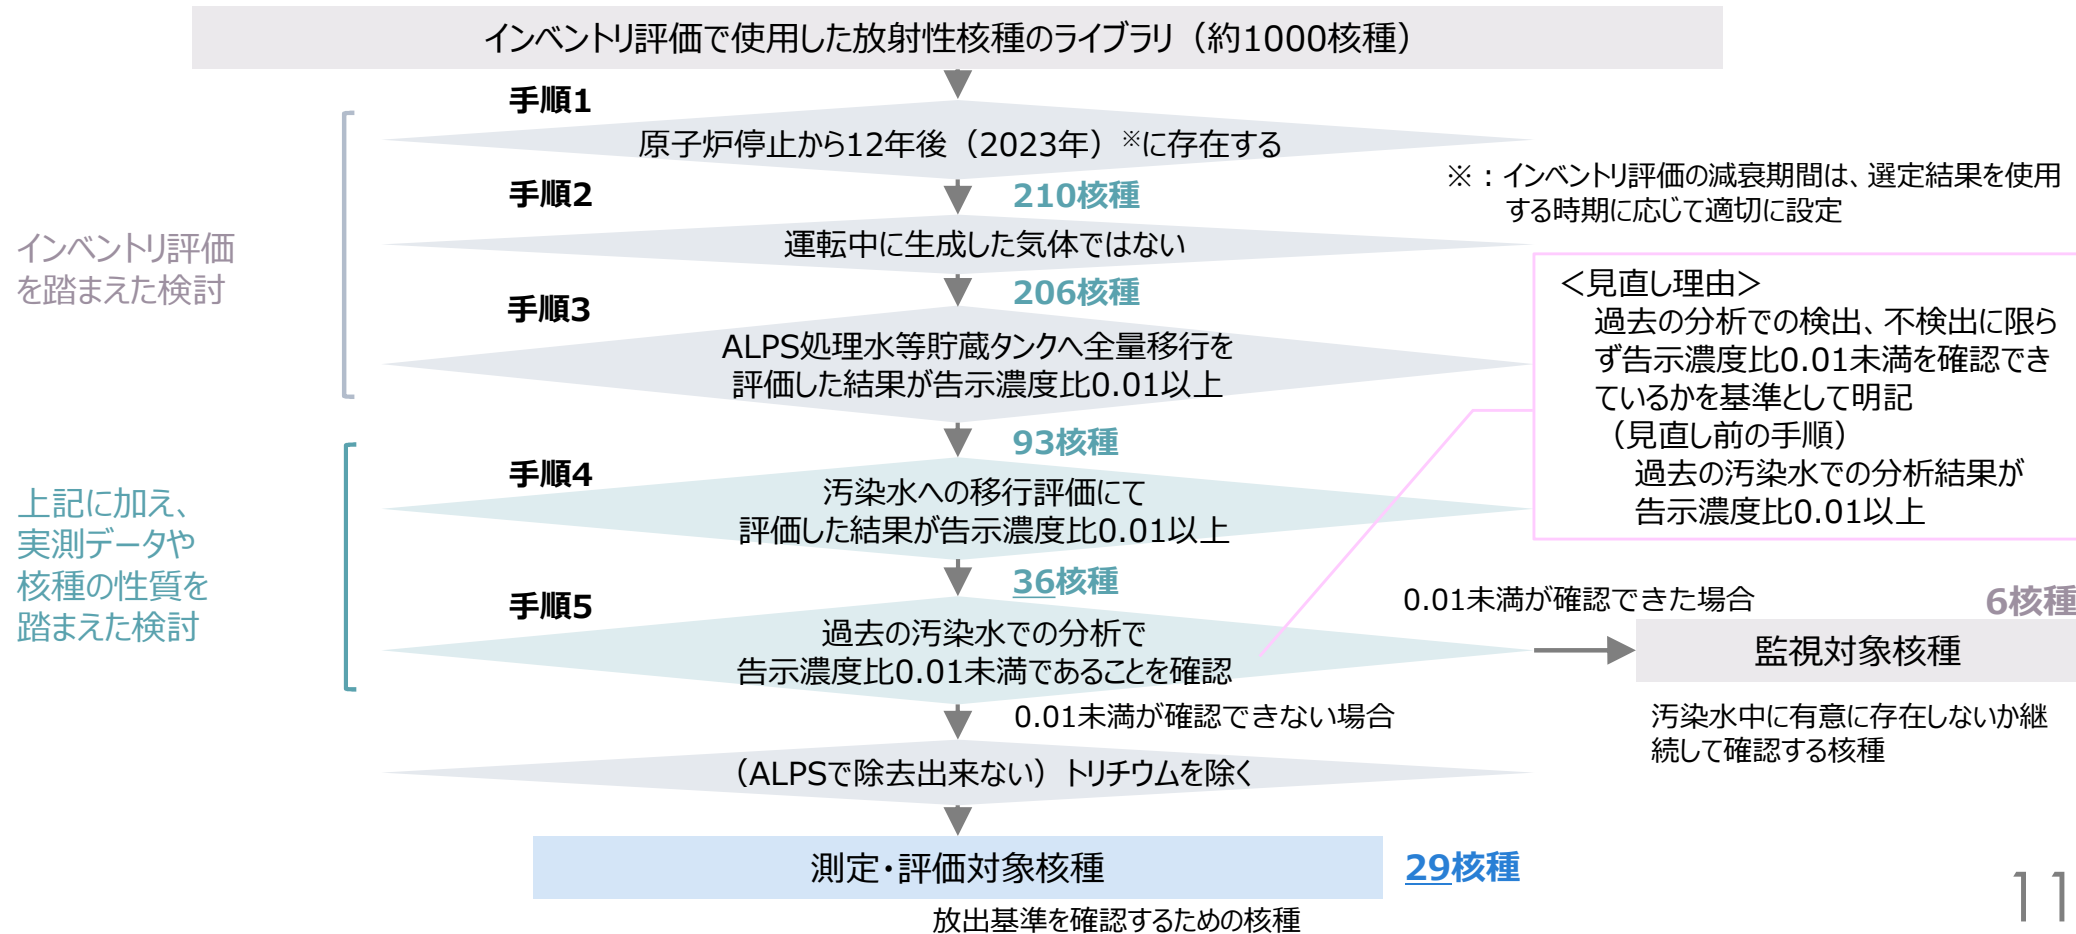 インベントリ評価で使用した放射性核種のライブラリ（約1000核種）
手順1
原子炉停止から12年後（2023年）※に存在する
手順2
210核種
※：インベントリ評価の減衰期間は、選定結果を使用
する時期に応じて適切に設定
運転中に生成した気体ではない
インベントリ評価
を踏まえた検討
206核種
手順3
ALPS処理水等貯蔵タンクへ全量移行を
評価した結果が告示濃度比0.01以上
＜見直し理由＞
過去の分析での検出、不検出に限ら
ず告示濃度比0.01未満を確認でき
ているかを基準として明記
（見直し前の手順）
過去の汚染水での分析結果が
告示濃度比0.01以上
93核種
手順4
汚染水への移行評価にて
評価した結果が告示濃度比0.01以上
上記に加え、
実測データや
核種の性質を
踏まえた検討
36核種
手順5
過去の汚染水での分析で
告示濃度比0.01未満であることを確認
0.01未満が確認できた場合
6核種
監視対象核種
汚染水中に有意に存在しないか継
続して確認する核種
0.01未満が確認できない場合
（ALPSで除去出来ない）トリチウムを除く
測定・評価対象核種
29核種
放出基準を確認するための核種
11